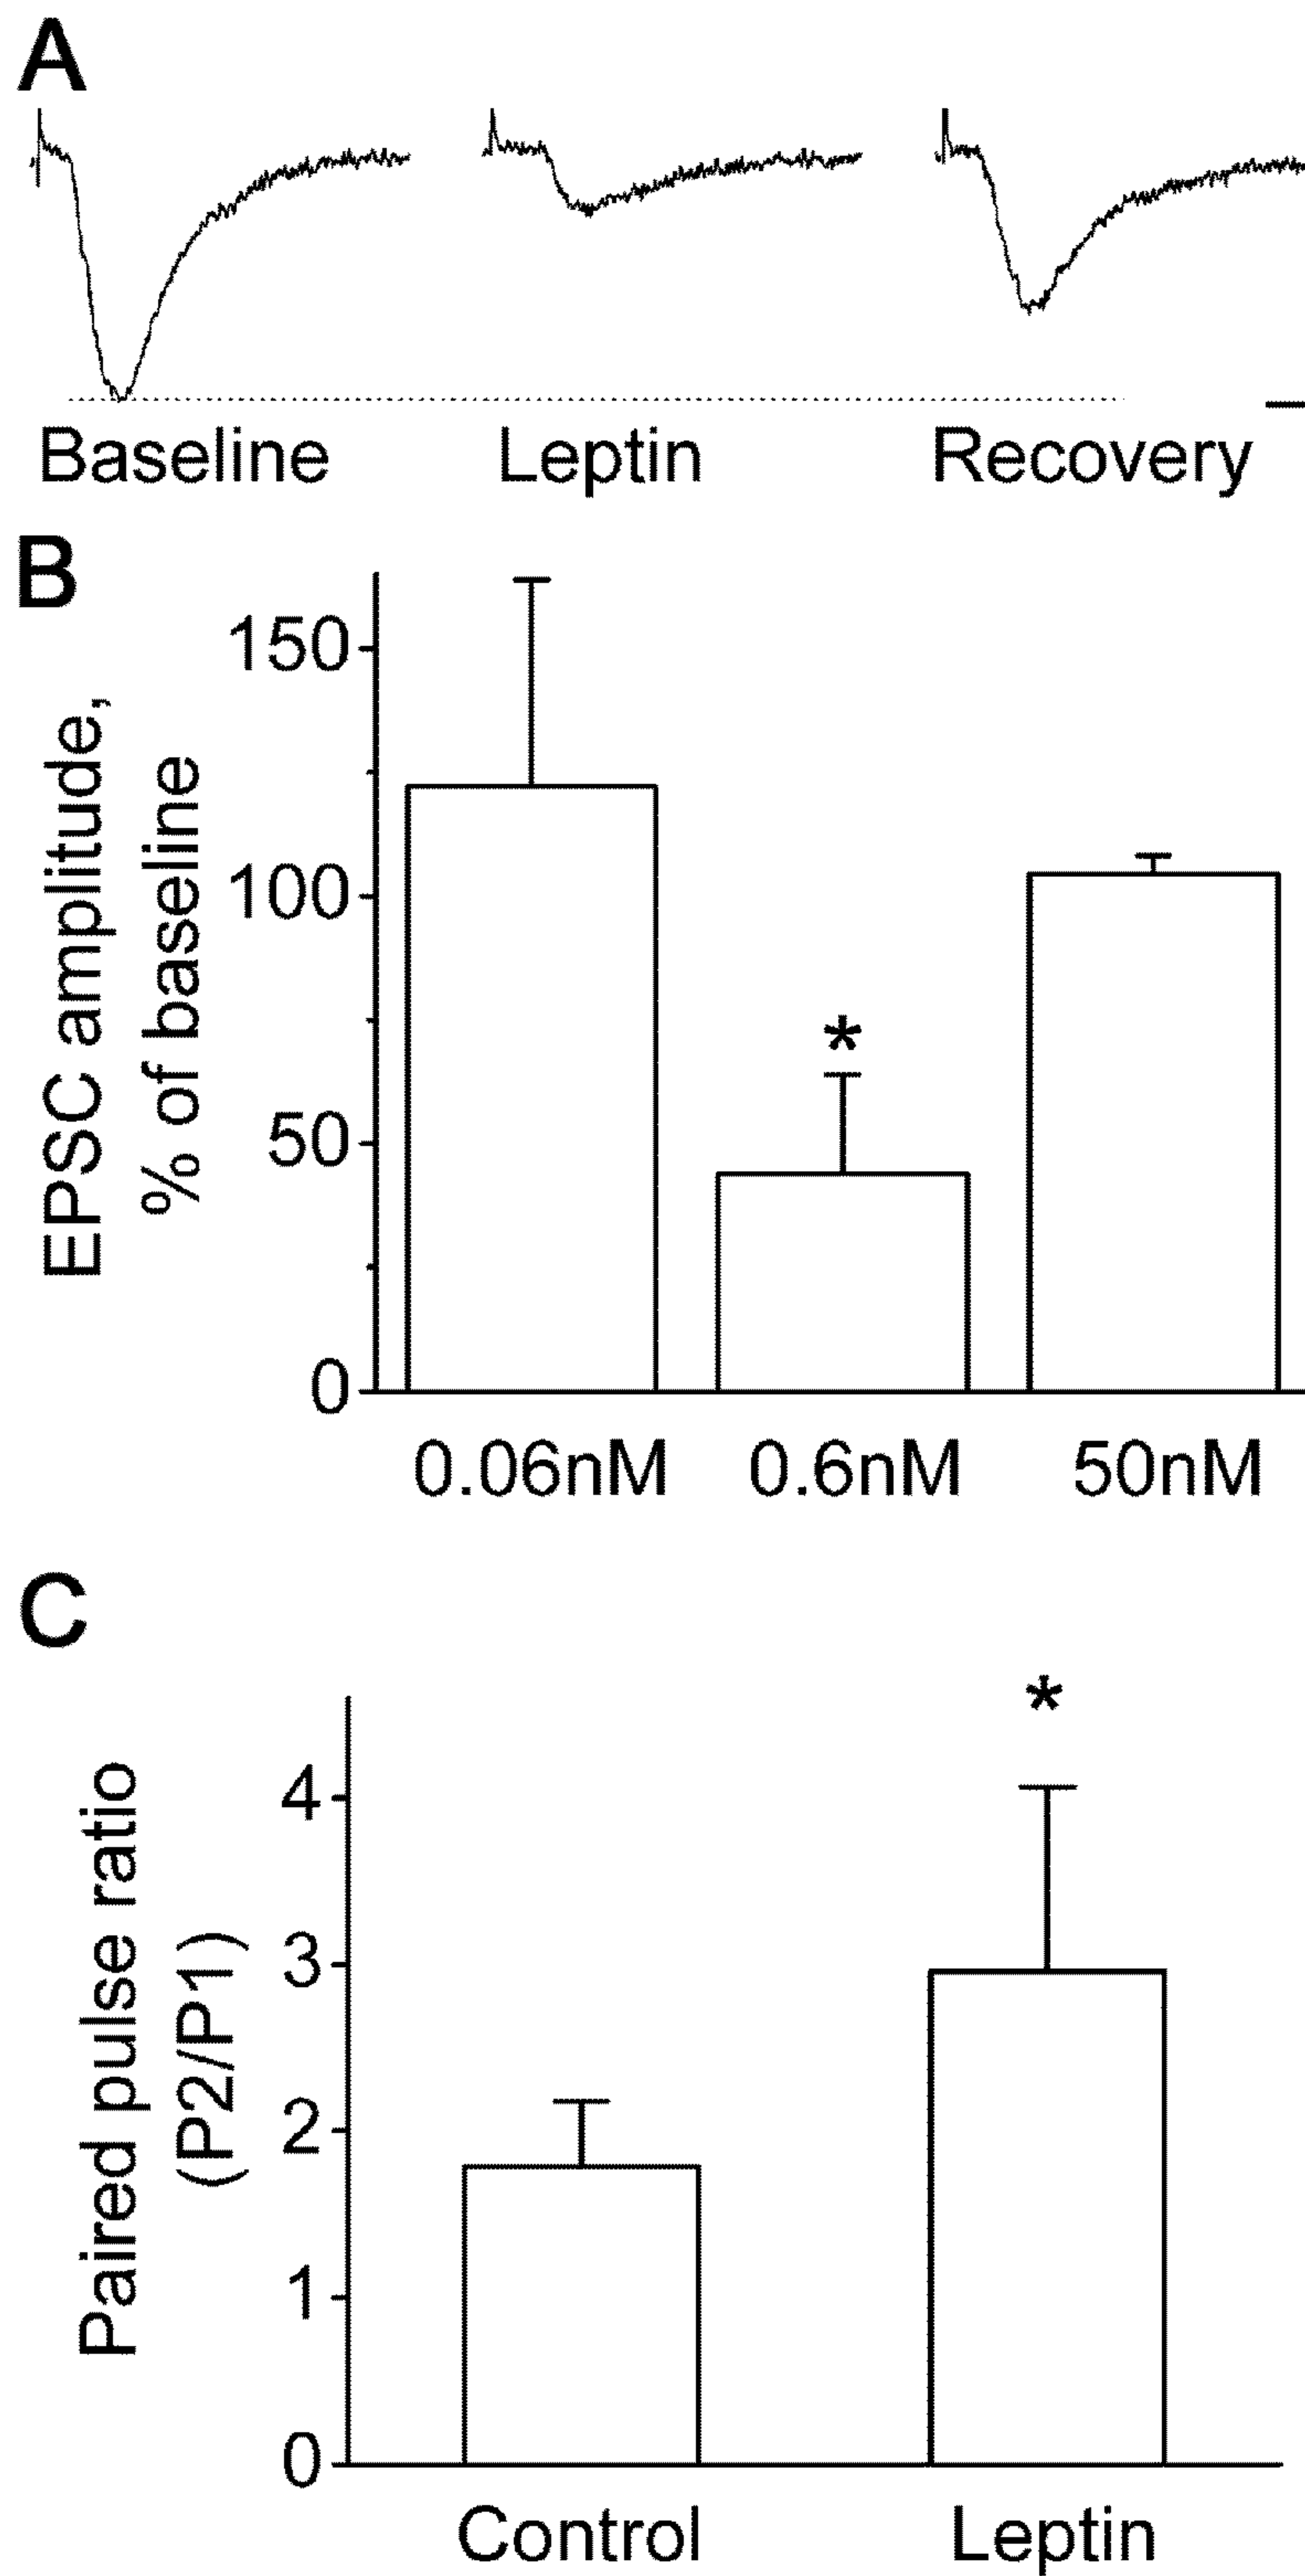 A
Baseline Leptin Recovery
B
EPSC amplitude,
% of baseline
150
100
50
0
*
0.06nM 0.6nM 50nM
C
Paired pulse ratio
(P2/P1)
4
3
2
1
0
*
Control Leptin